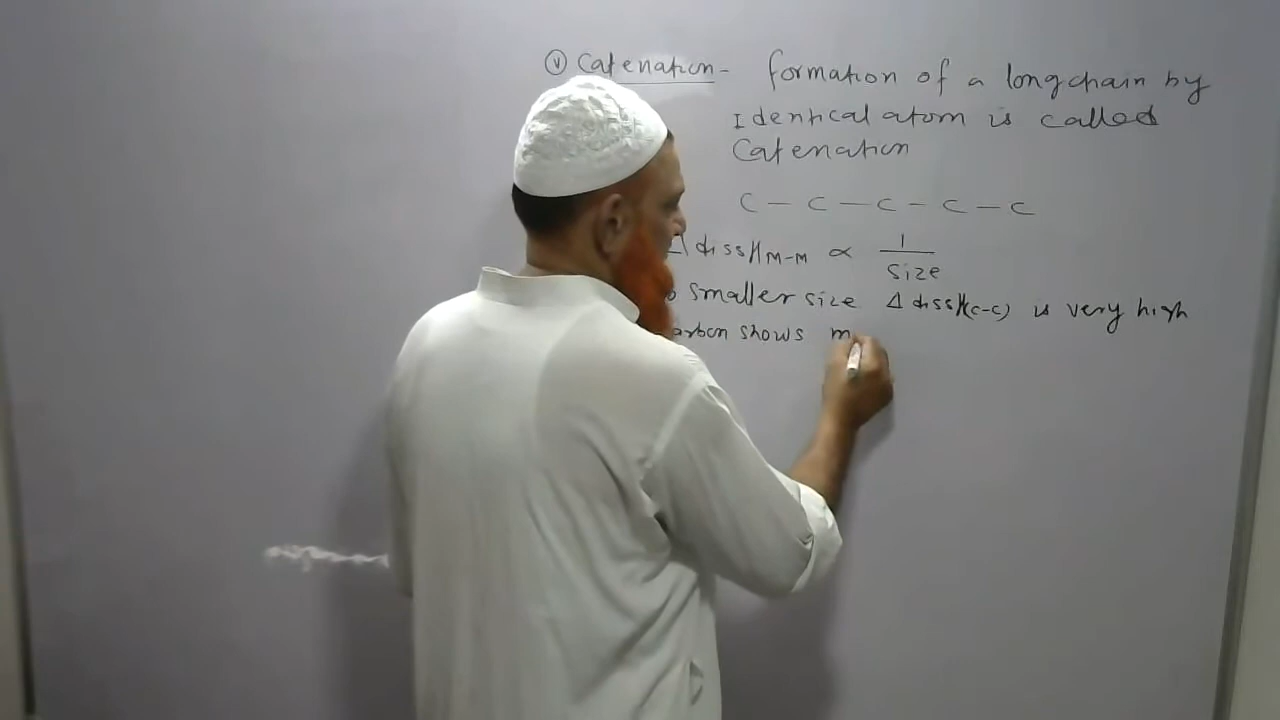 (v) Catenation - formation of a long chain by
Identical atom is called
Catenation
C - C - C - C - C
Δ diss H M-M ∝ 1/size
smaller size Δ diss H(C-C) is very high
arbon shows m